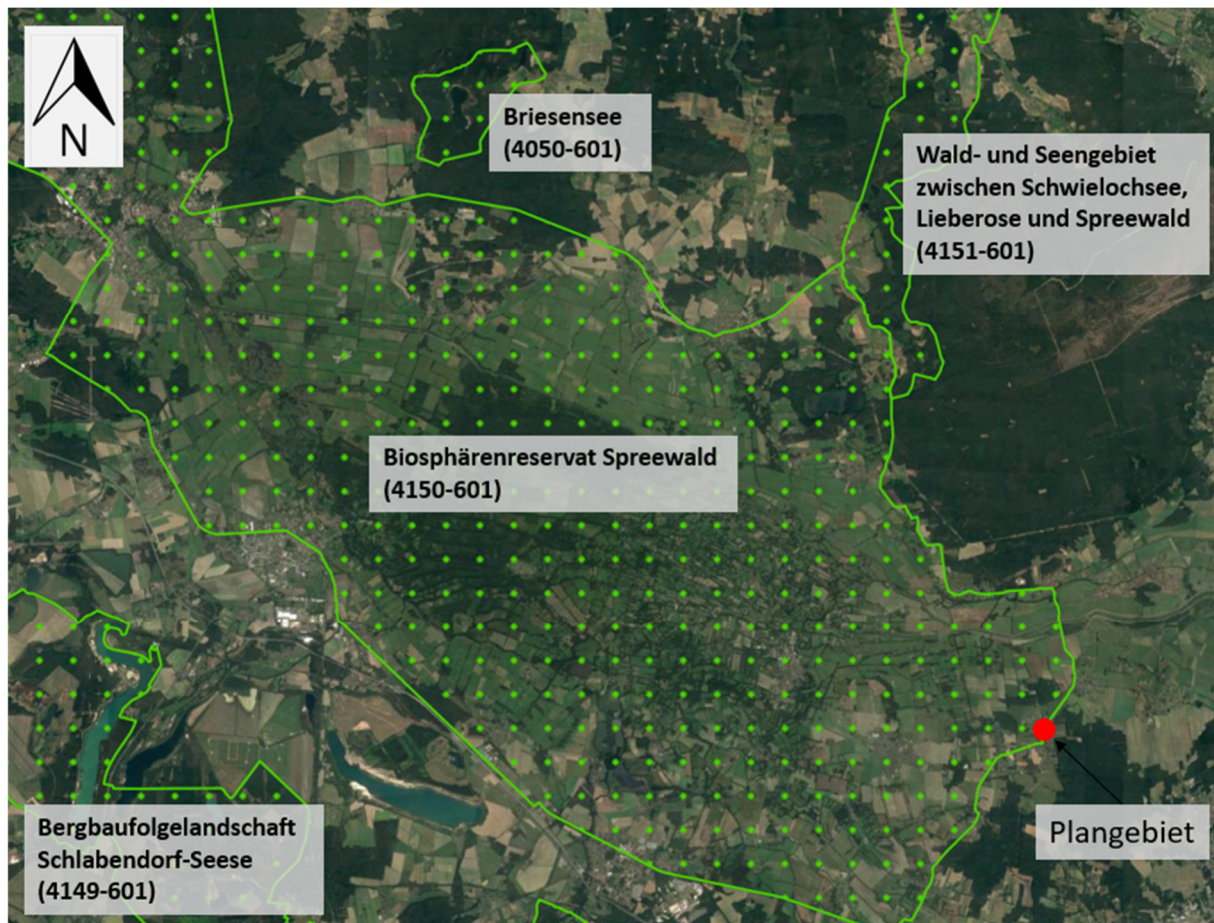 N
Briesensee
(4050-601)
Wald- und Seengebiet
zwischen Schwielochsee,
Lieberose und Spreewald
(4151-601)
Biosphärenreservat Spreewald
(4150-601)
Plangebiet
Bergbaufolgelandschaft
Schlabendorf-Seese
(4149-601)